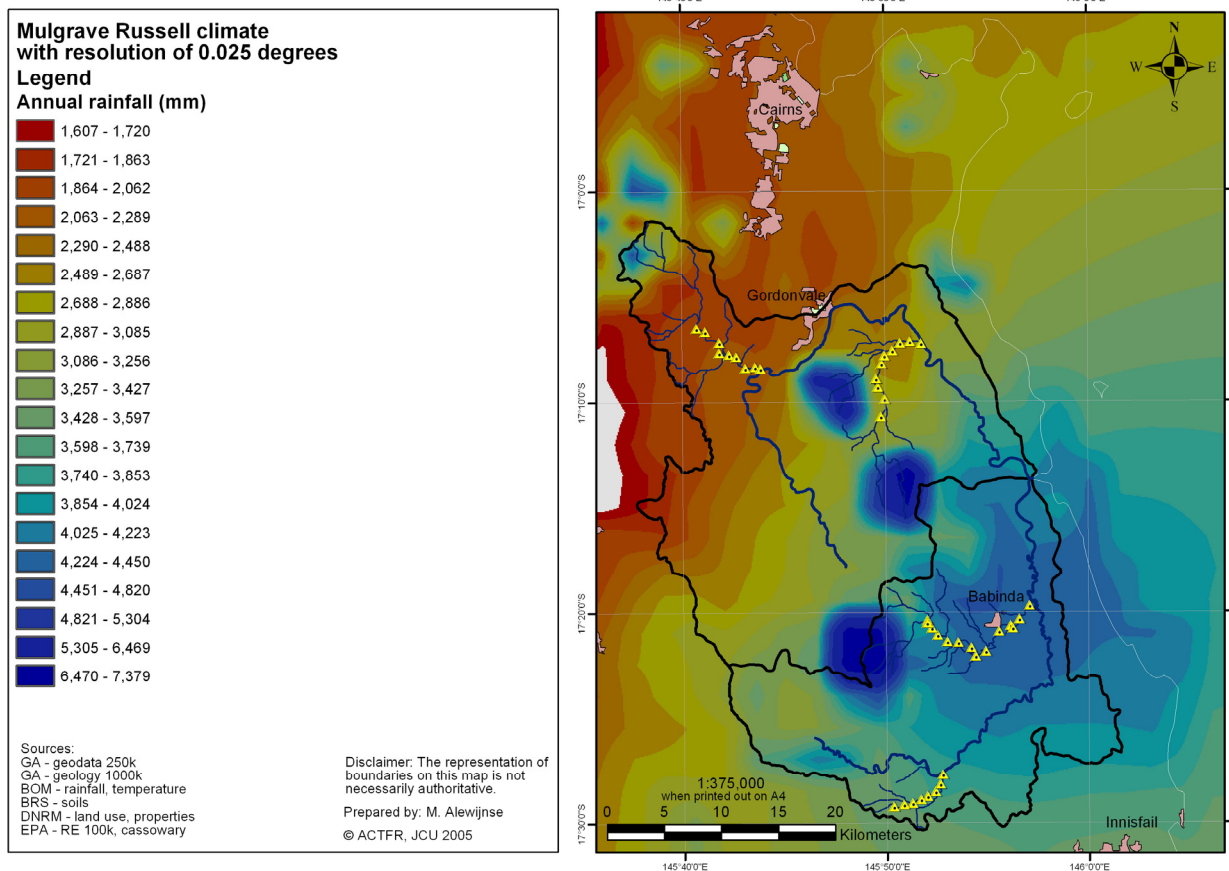 Mulgrave Russell climate
with resolution of 0.025 degrees
Legend
Annual rainfall (mm)
1,607 - 1,720
1,721 - 1,863
1,864 - 2,062
2,063 - 2,289
2,290 - 2,488
2,489 - 2,687
2,688 - 2,886
2,887 - 3,085
3,086 - 3,256
3,257 - 3,427
3,428 - 3,597
3,598 - 3,739
3,740 - 3,853
3,854 - 4,024
4,025 - 4,223
4,224 - 4,450
4,451 - 4,820
4,821 - 5,304
5,305 - 6,469
6,470 - 7,379
Sources:
GA - geodata 250k
GA - geology 1000k
BOM - rainfall, temperature
BRS - soils
DNRM - land use, properties
EPA - RE 100k, cassowary
Disclaimer: The representation of
boundaries on this map is not
necessarily authoritative.
Prepared by: M. Alewijnse
© ACTFR, JCU 2005
N
W E
S
Cairns
17°0'0"S
Gordonvale
17°10'0"S
Babinda
17°20'0"S
1:375,000
when printed out on A4
0 5 10 15 20
Kilometers
Innisfail
17°30'0"S
145°40'0"E 145°50'0"E 146°0'0"E